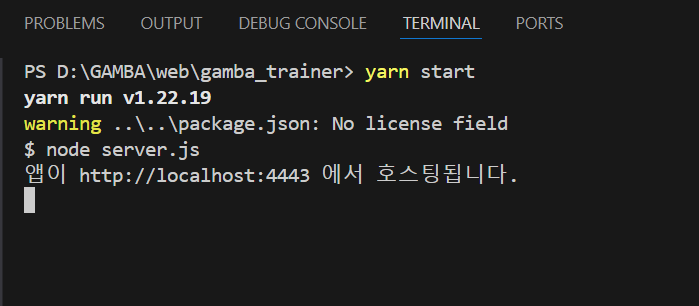 PROBLEMS OUTPUT DEBUG CONSOLE TERMINAL PORTS
PS D:\GAMBA\web\gamba_trainer> yarn start
yarn run v1.22.19
warning ..\..\package.json: No license field
$ node server.js
앱이 http://localhost:4443 에서 호스팅됩니다.